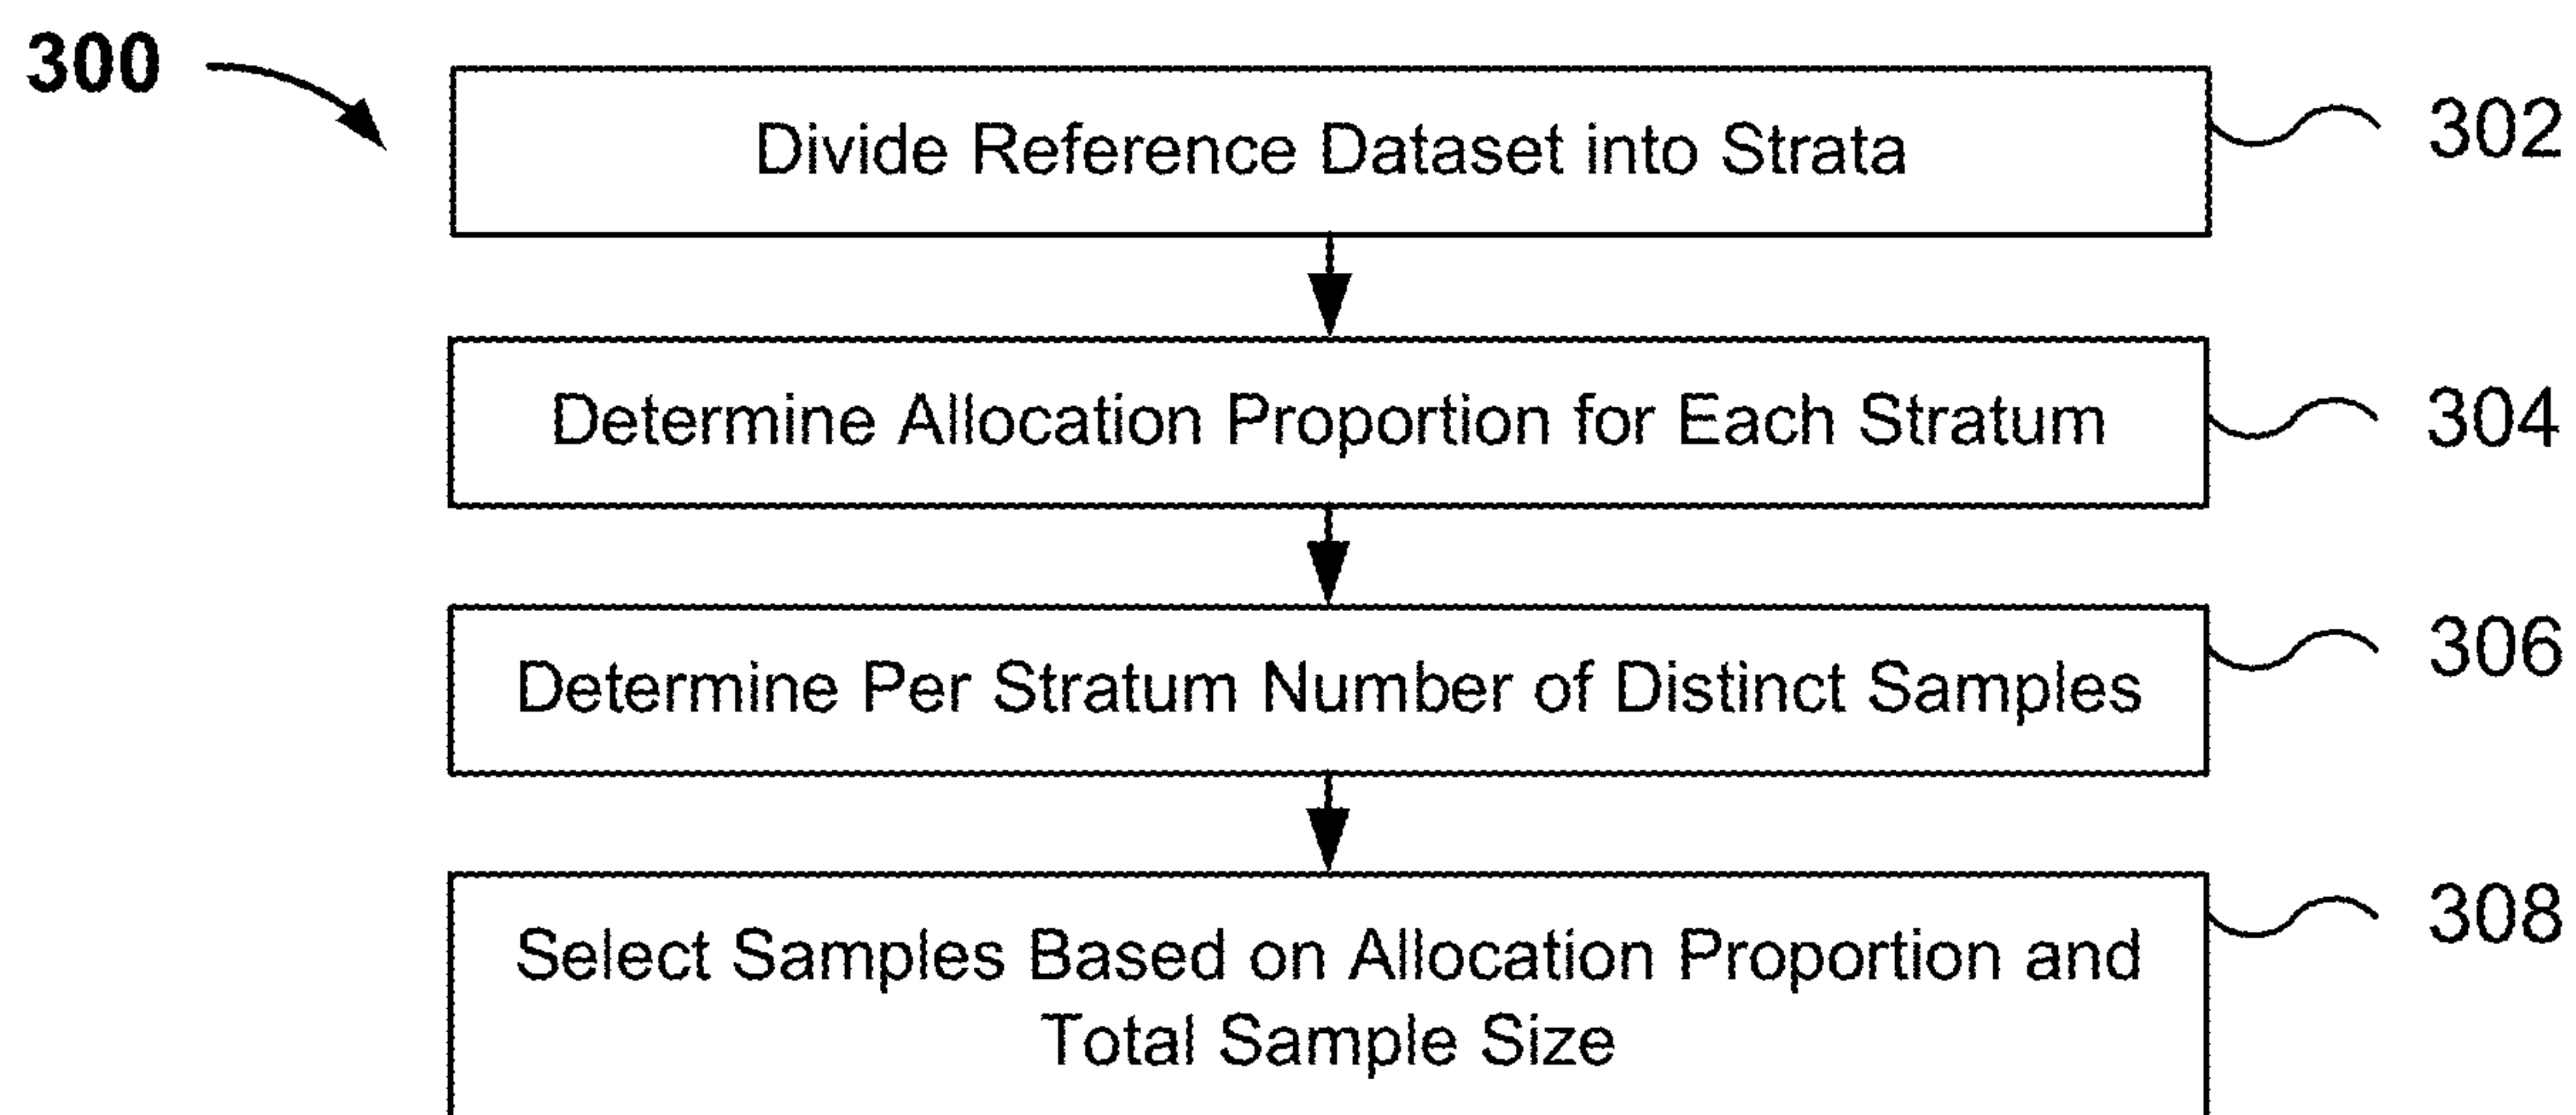 300
Divide Reference Dataset into Strata
302
Determine Allocation Proportion for Each Stratum
304
Determine Per Stratum Number of Distinct Samples
306
Select Samples Based on Allocation Proportion and
Total Sample Size
308